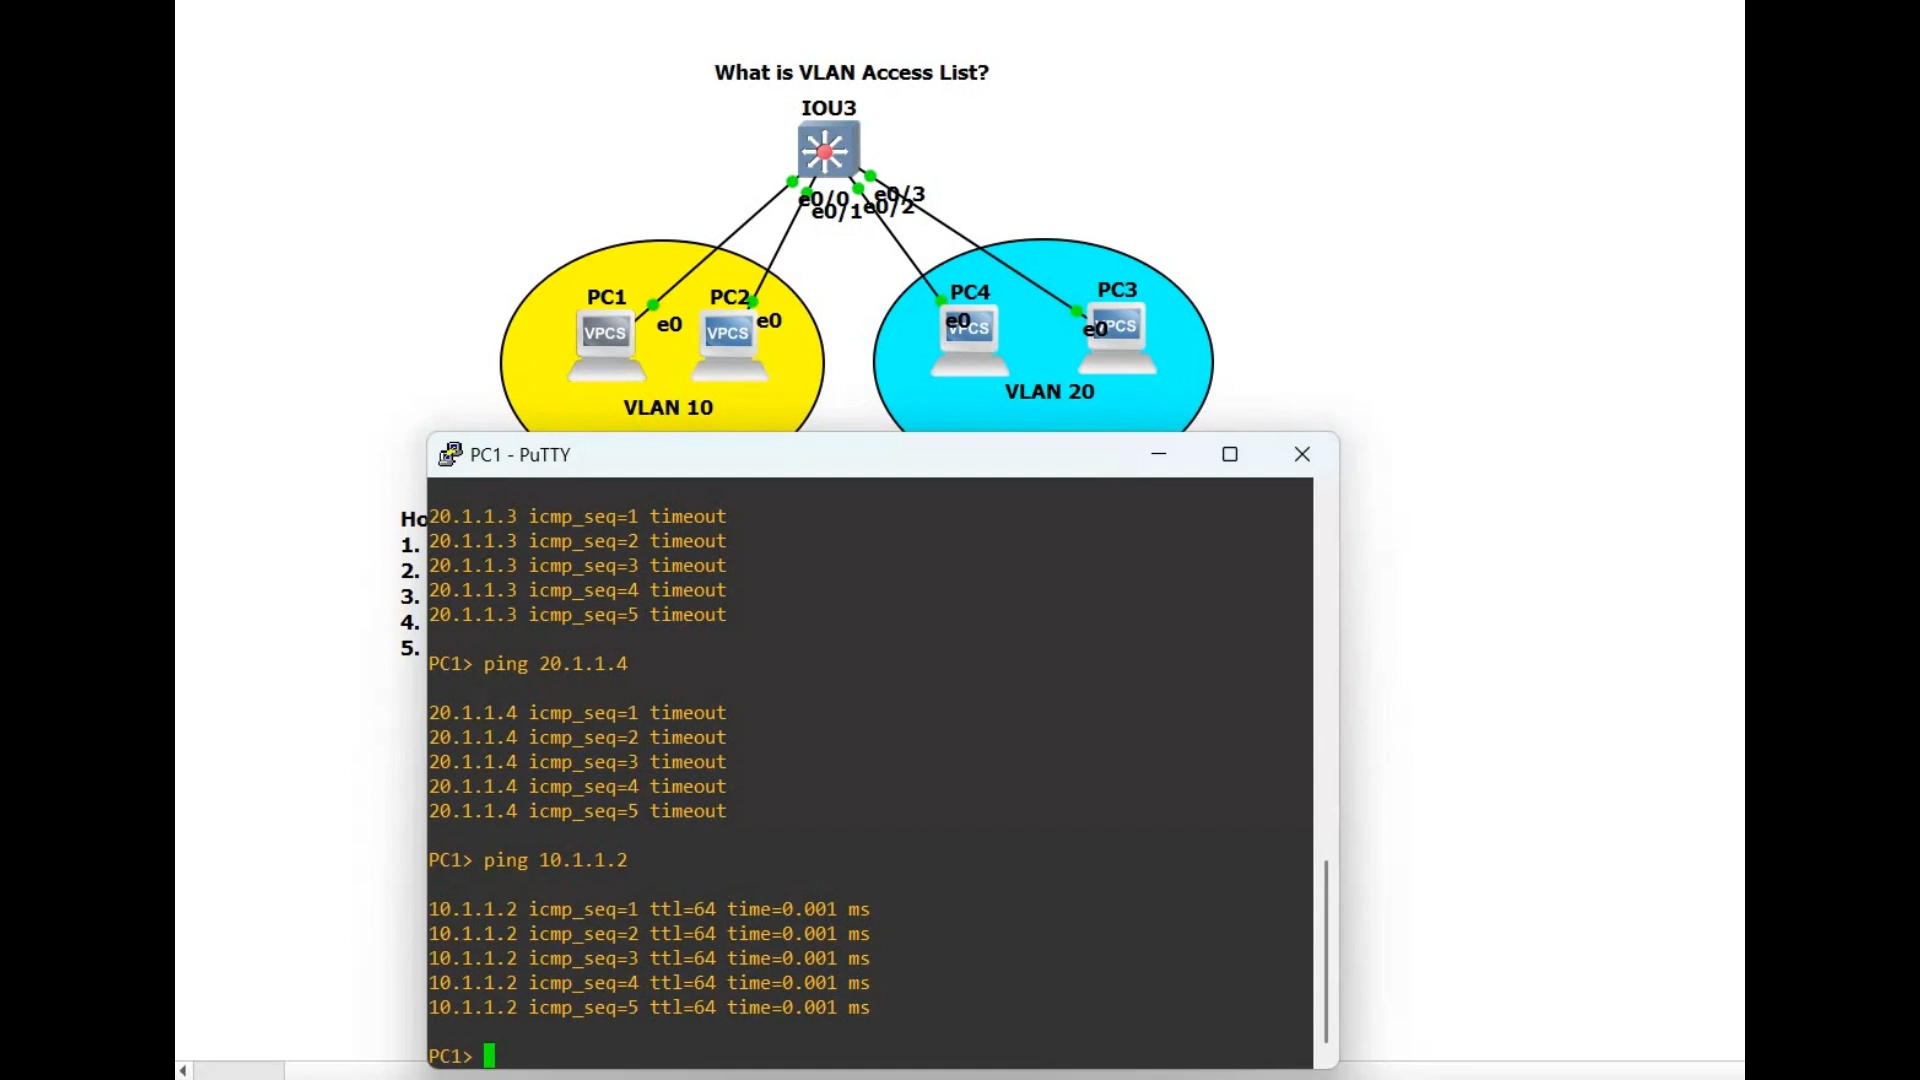 What is VLAN Access List?
IOU3
e0/0
e0/1
e0/2
e0/3
PC1
PC2
PC4
PC3
e0
e0
e0
e0
VPCS
VPCS
VPCS
VPCS
VLAN 10
VLAN 20
PC1 - PuTTY
Ho
1.
2.
3.
4.
5.
20.1.1.3 icmp_seq=1 timeout
20.1.1.3 icmp_seq=2 timeout
20.1.1.3 icmp_seq=3 timeout
20.1.1.3 icmp_seq=4 timeout
20.1.1.3 icmp_seq=5 timeout
PC1> ping 20.1.1.4
20.1.1.4 icmp_seq=1 timeout
20.1.1.4 icmp_seq=2 timeout
20.1.1.4 icmp_seq=3 timeout
20.1.1.4 icmp_seq=4 timeout
20.1.1.4 icmp_seq=5 timeout
PC1> ping 10.1.1.2
10.1.1.2 icmp_seq=1 ttl=64 time=0.001 ms
10.1.1.2 icmp_seq=2 ttl=64 time=0.001 ms
10.1.1.2 icmp_seq=3 ttl=64 time=0.001 ms
10.1.1.2 icmp_seq=4 ttl=64 time=0.001 ms
10.1.1.2 icmp_seq=5 ttl=64 time=0.001 ms
PC1>